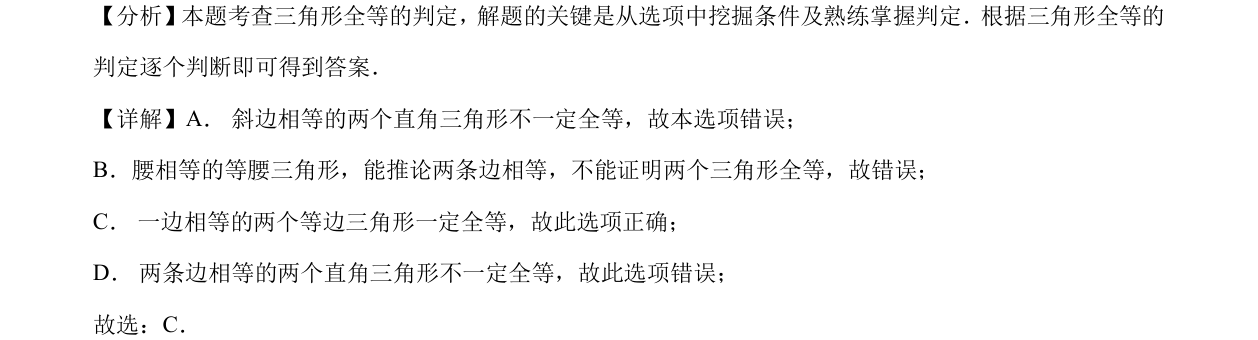 【分析】本题考查三角形全等的判定，解题的关键是从选项中挖掘条件及熟练掌握判定．根据三角形全等的
判定逐个判断即可得到答案．
【详解】A． 斜边相等的两个直角三角形不一定全等，故本选项错误；
B．腰相等的等腰三角形，能推论两条边相等，不能证明两个三角形全等，故错误；
C． 一边相等的两个等边三角形一定全等，故此选项正确；
D． 两条边相等的两个直角三角形不一定全等，故此选项错误；
故选：C．